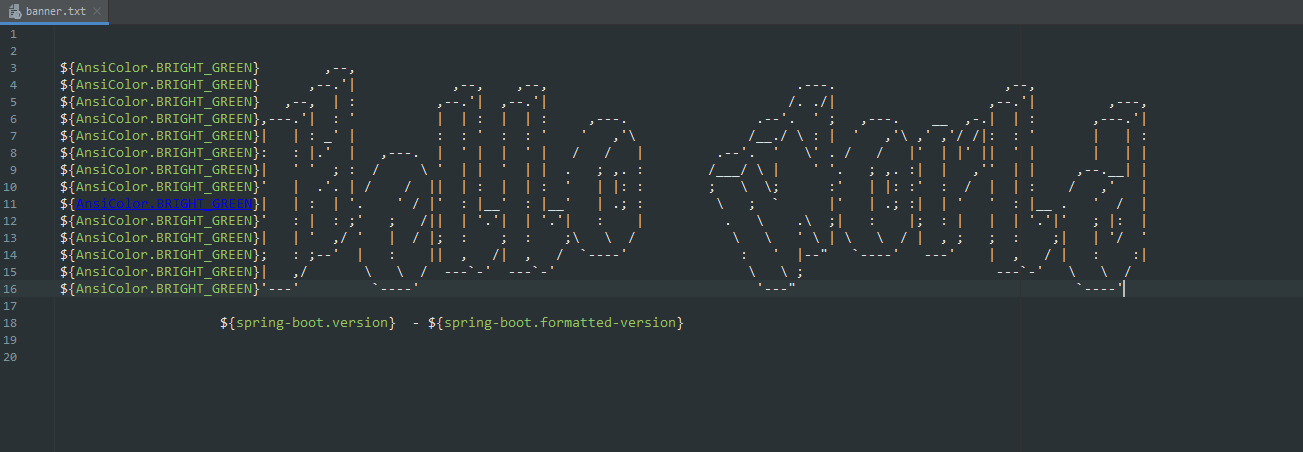 banner.txt
1
2
3 ${AnsiColor.BRIGHT_GREEN}
4 ${AnsiColor.BRIGHT_GREEN}
5 ${AnsiColor.BRIGHT_GREEN}
6 ${AnsiColor.BRIGHT_GREEN}
7 ${AnsiColor.BRIGHT_GREEN}
8 ${AnsiColor.BRIGHT_GREEN}
9 ${AnsiColor.BRIGHT_GREEN}
10 ${AnsiColor.BRIGHT_GREEN}
11 ${AnsiColor.BRIGHT_GREEN}
12 ${AnsiColor.BRIGHT_GREEN}
13 ${AnsiColor.BRIGHT_GREEN}
14 ${AnsiColor.BRIGHT_GREEN}
15 ${AnsiColor.BRIGHT_GREEN}
16 ${AnsiColor.BRIGHT_GREEN}
17
18 ${spring-boot.version} - ${spring-boot.formatted-version}
19
20